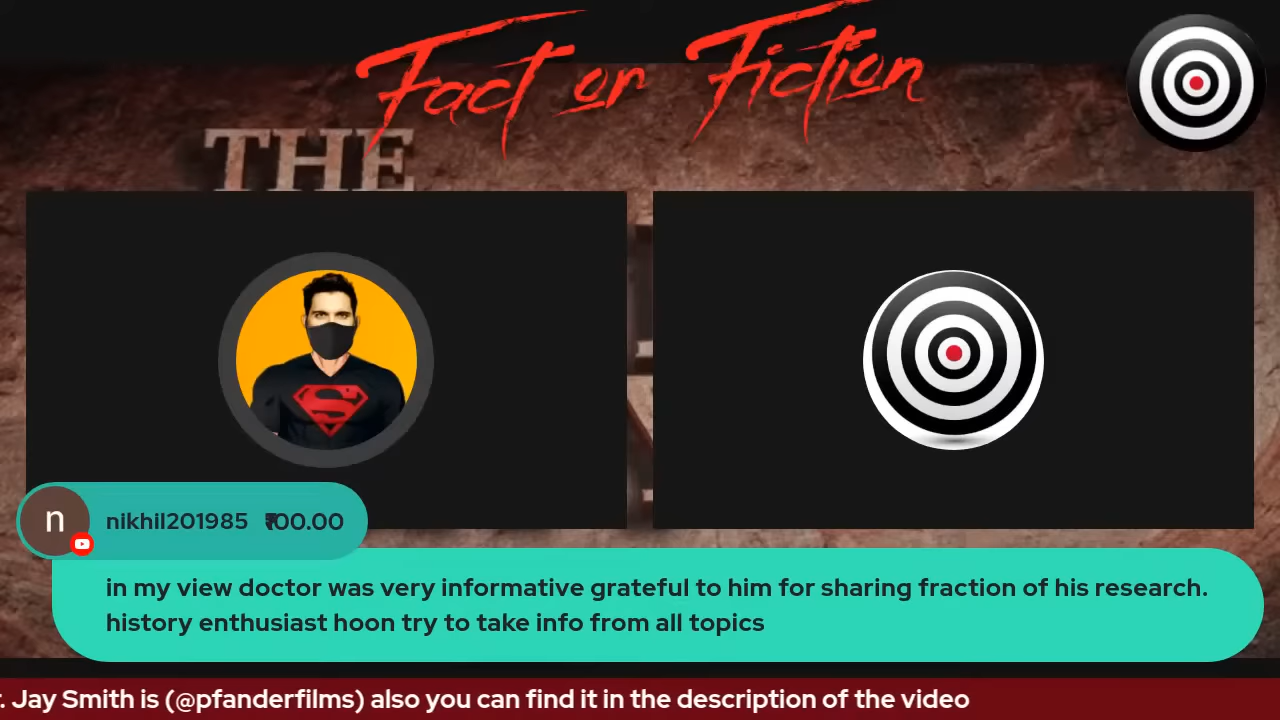 Fact or Fiction
THE
n nikhil201985 ₹100.00
in my view doctor was very informative grateful to him for sharing fraction of his research.
history enthusiast hoon try to take info from all topics
. Jay Smith is (@pfanderfilms) also you can find it in the description of the video